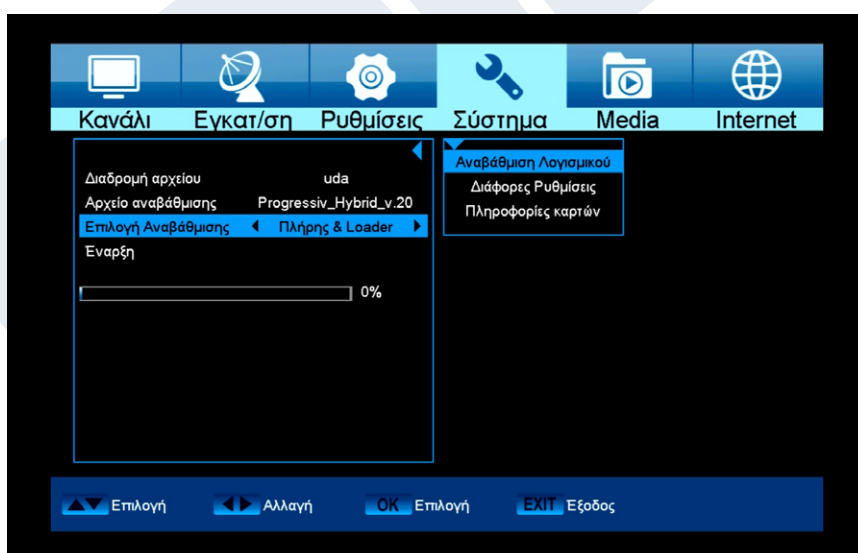 Κανάλι Εγκατ/ση Ρυθμίσεις Σύστημα Media Internet
Διαδρομή αρχείου uda
Αρχείο αναβάθμισης Progressiv_Hybrid_v.20
Επιλογή Αναβάθμισης Πλήρης & Loader
Έναρξη
0%
Αναβάθμιση Λογισμικού
Διάφορες Ρυθμίσεις
Πληροφορίες καρτών
Επιλογή Αλλαγή OK Επιλογή EXIT Έξοδος